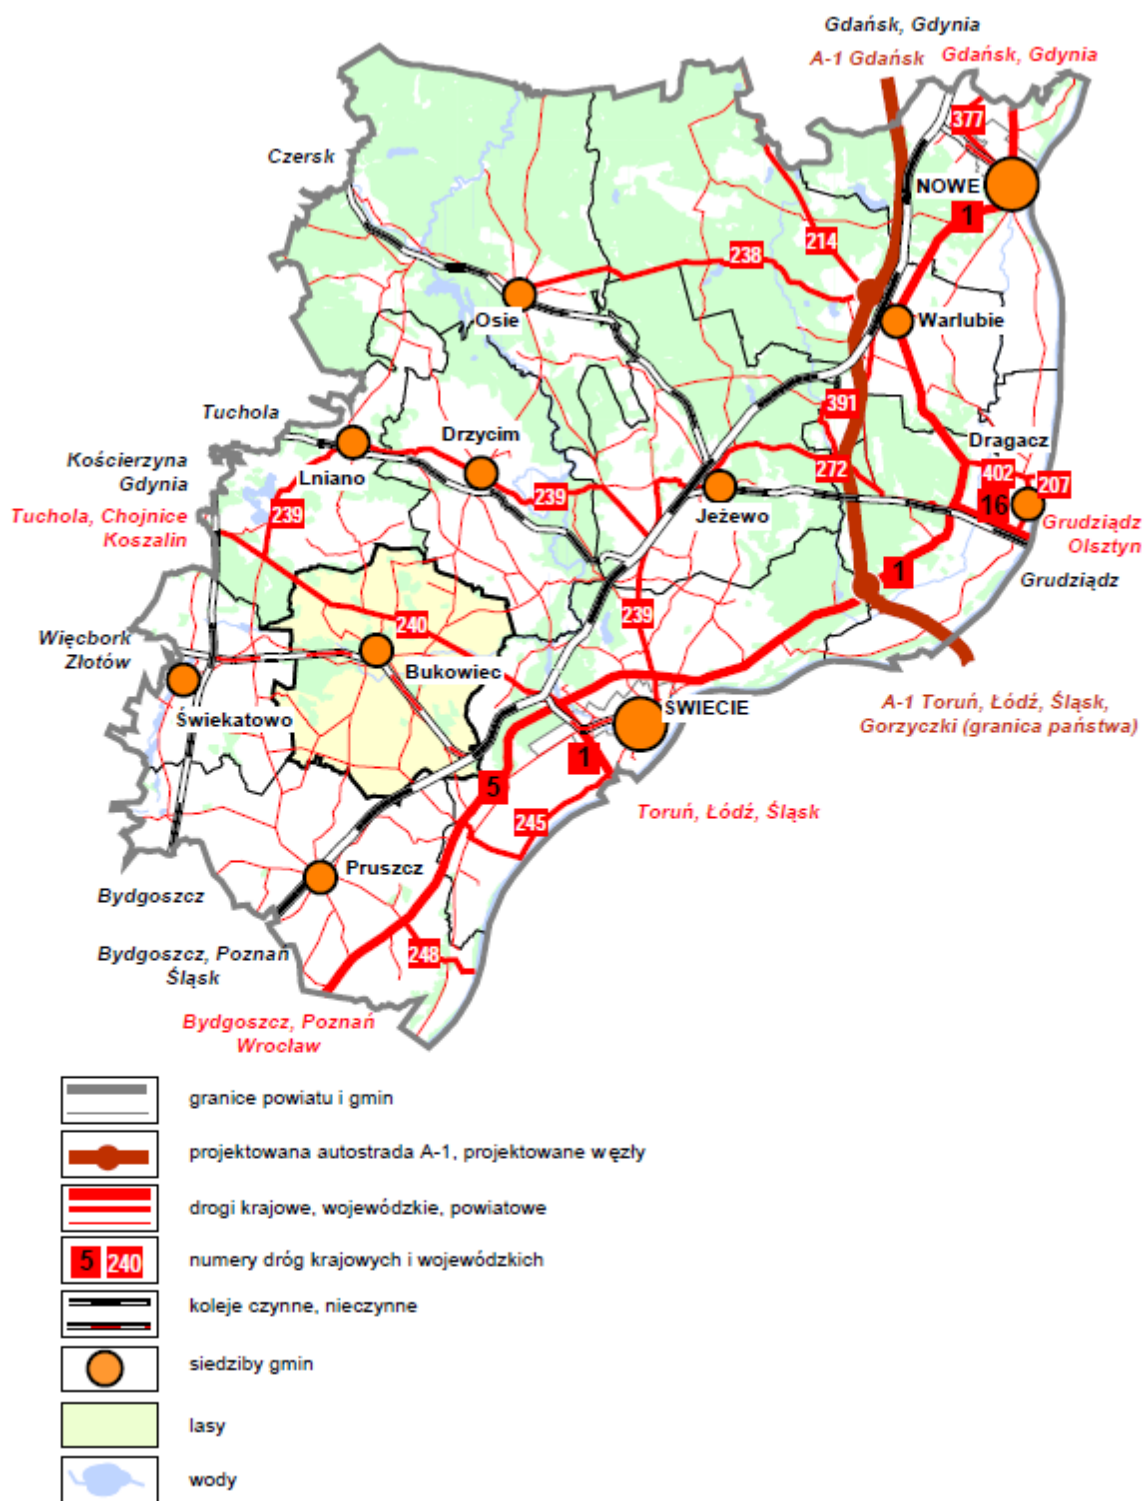 Gdańsk, Gdynia
A-1 Gdańsk
Gdańsk, Gdynia
377
Czersk
NOWE
1
214
238
Osie
Warlubie
Tuchola
391
Drzycim
Dragacz
Kościerzyna
Gdynia
Lniano
272
402
207
239
239
Jeżewo
16
Tuchola, Chojnice
Koszalin
Grudziądz
Olsztyn
1
Grudziądz
240
239
Więcbork
Złotów
Bukowiec
Świekatowo
ŚWIECIE
A-1 Toruń, Łódź, Śląsk,
Gorzyczki (granica państwa)
1
5
245
Toruń, Łódź, Śląsk
Pruszcz
Bydgoszcz
Bydgoszcz, Poznań
Śląsk
248
Bydgoszcz, Poznań
Wrocław
granice powiatu i gmin
projektowana autostrada A-1, projektowane węzły
drogi krajowe, wojewódzkie, powiatowe
5 240 numery dróg krajowych i wojewódzkich
koleje czynne, nieczynne
siedziby gmin
lasy
wody